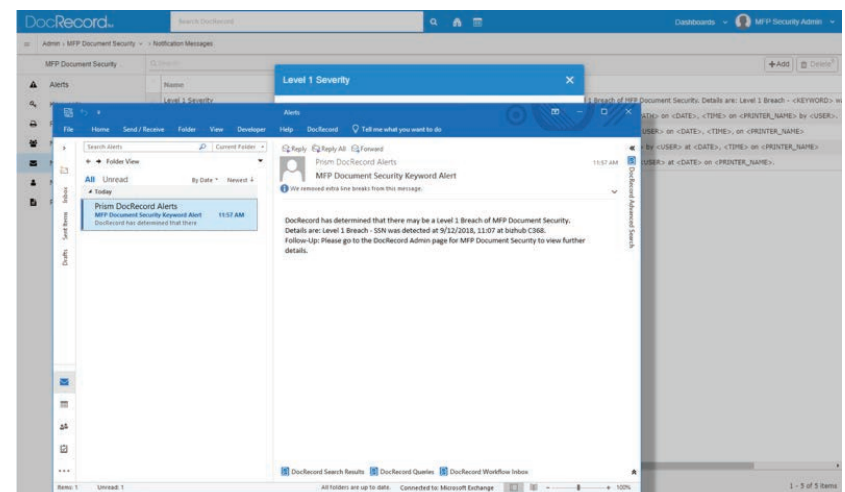 DocRecord
Search DocRecord
Dashboards
MFP Security Admin
Admin MFP Document Security Notification Messages
MFP Document Security
+Add Delete
Alerts
Name
Level 1 Severity
Level 1 Severity
1 Breach of MFP Document Security. Details are: Level 1 Breach - <KEYWORD>
on <DATE>, <TIME> on <PRINTER_NAME> by <USER>.
<USER> on <DATE>, <TIME>, on <PRINTER_NAME>
by <USER> at <DATE>, <TIME> on <PRINTER_NAME>
<USER> at <DATE> on <PRINTER_NAME>.
Alerts
File Home Send / Receive Folder View Developer Help DocRecord Tell me what you want to do
Search Alerts Current Folder
Folder View
All Unread By Date Newest
Today
Prism DocRecord Alerts
MFP Document Security Keyword Alert 11:57 AM
DocRecord has determined that there
Inbox
Sent Items
Drafts
Reply Reply All Forward
Prism DocRecord Alerts 11:57 AM
MFP Document Security Keyword Alert
We removed extra line breaks from this message.
DocRecord has determined that there may be a Level 1 Breach of MFP Document Security.
Details are: Level 1 Breach - SSN was detected at 9/12/2018, 11:07 at bizhub C368.
Follow-Up: Please go to the DocRecord Admin page for MFP Document Security to view further
details.
DocRecord Advanced Search
DocRecord Search Results DocRecord Queries DocRecord Workflow Inbox
Items: 1 Unread: 1 All folders are up to date. Connected to: Microsoft Exchange 100%
1 - 5 of 5 items